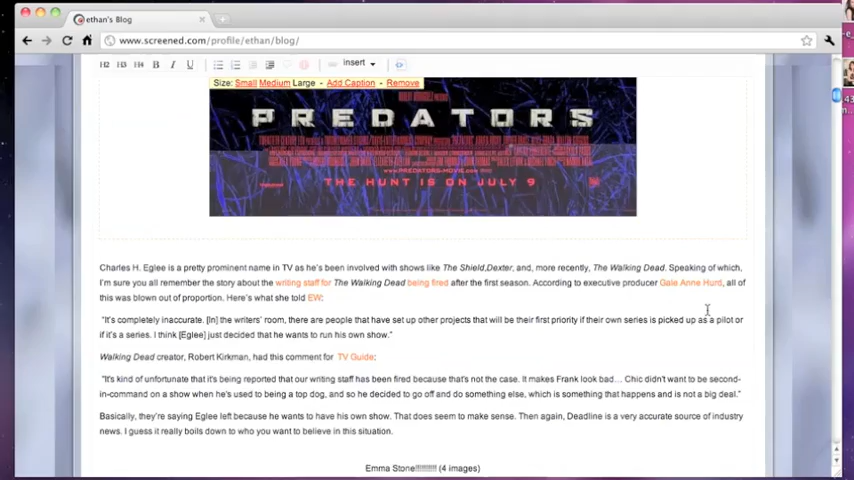 ethan's Blog
www.screened.com/profile/ethan/blog/
H2 H3 H4 B I U insert
Size: Small Medium Large - Add Caption - Remove
PREDATORS
www.PREDATORS-MOVIE.com
THE HUNT IS ON JULY 9
Charles H. Eglee is a pretty prominent name in TV as he's been involved with shows like The Shield,Dexter, and, more recently, The Walking Dead. Speaking of which,
I'm sure you all remember the story about the writing staff for The Walking Dead being fired after the first season. According to executive producer Gale Anne Hurd, all of
this was blown out of proportion. Here's what she told EW:
"It's completely inaccurate. [In] the writers' room, there are people that have set up other projects that will be their first priority if their own series is picked up as a pilot or
if it's a series. I think [Eglee] just decided that he wants to run his own show."
Walking Dead creator, Robert Kirkman, had this comment for TV Guide:
"It's kind of unfortunate that it's being reported that our writing staff has been fired because that's not the case. It makes Frank look bad… Chic didn't want to be second-
in-command on a show when he's used to being a top dog, and so he decided to go off and do something else, which is something that happens and is not a big deal."
Basically, they're saying Eglee left because he wants to have his own show. That does seem to make sense. Then again, Deadline is a very accurate source of industry
news. I guess it really boils down to who you want to believe in this situation.
Emma Stone!!!!!!!!!! (4 images)